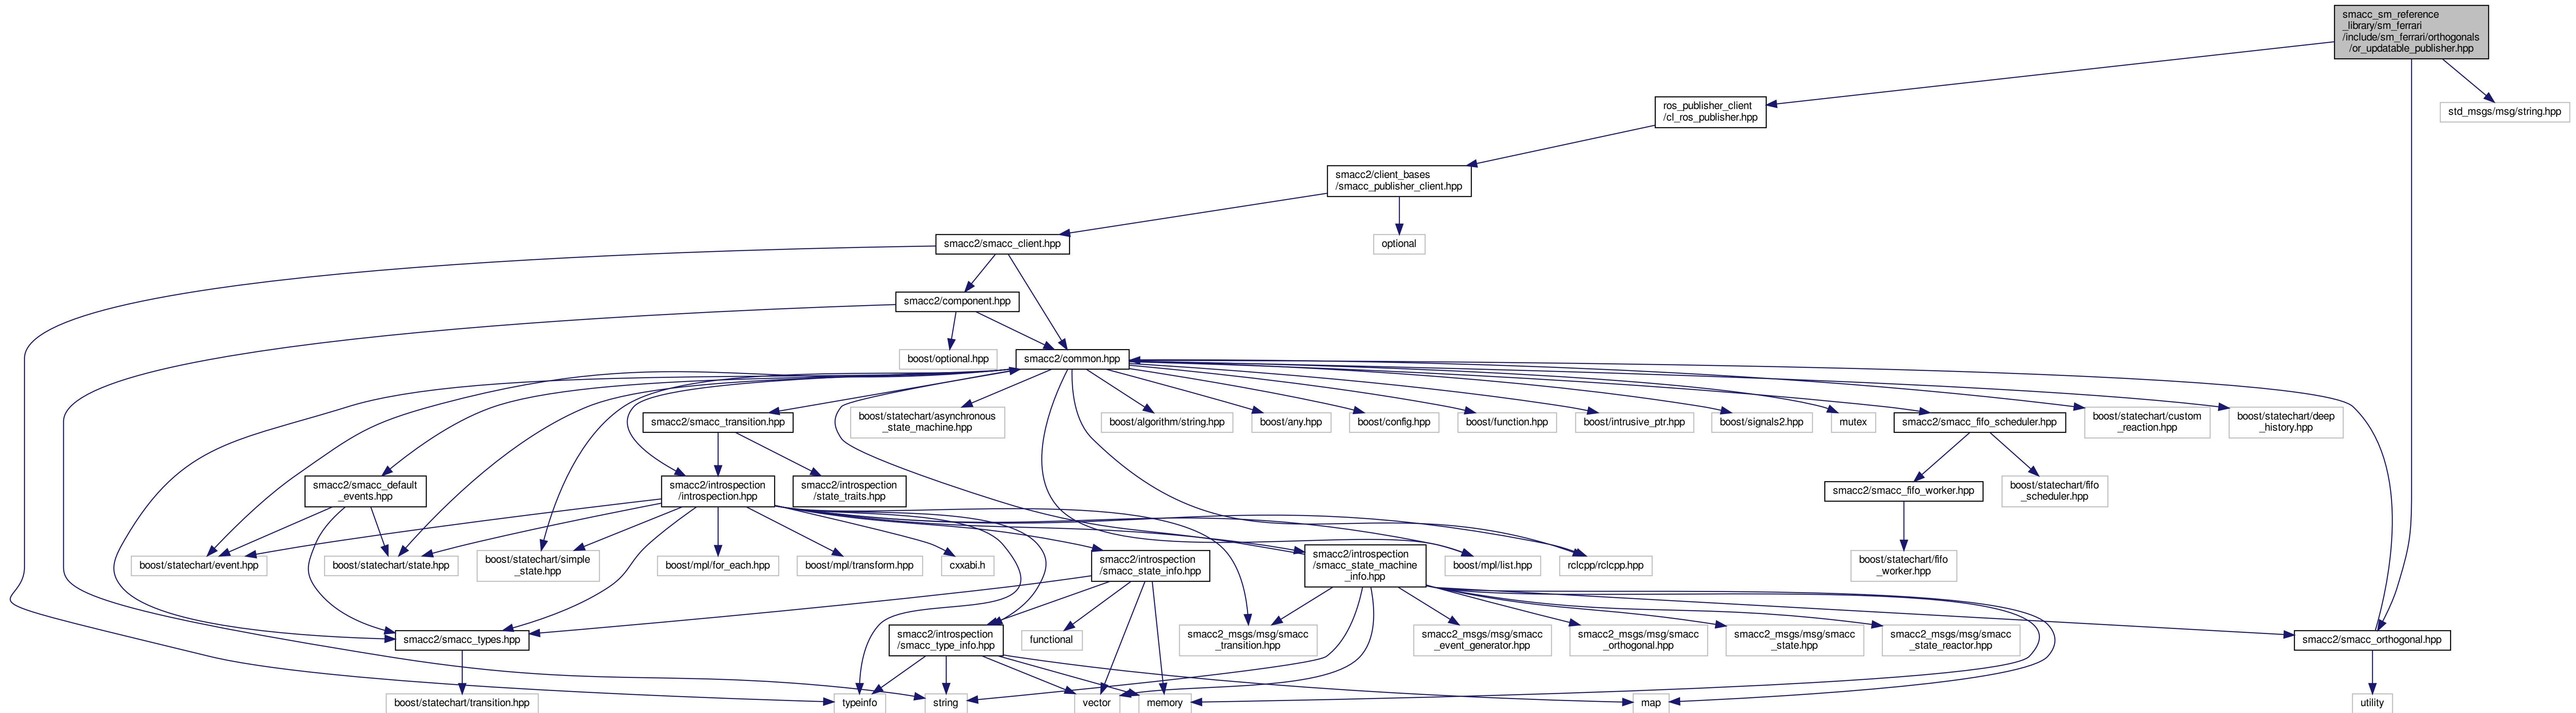 smacc_sm_reference
_library/sm_ferrari
/include/sm_ferrari/orthogonals
/or_updatable_publisher.hpp
ros_publisher_client
/cl_ros_publisher.hpp
std_msgs/msg/string.hpp
smacc2/client_bases
/smacc_publisher_client.hpp
smacc2/smacc_client.hpp
optional
smacc2/component.hpp
boost/optional.hpp
smacc2/common.hpp
smacc2/smacc_transition.hpp
boost/statechart/asynchronous
_state_machine.hpp
boost/algorithm/string.hpp
boost/any.hpp
boost/config.hpp
boost/function.hpp
boost/intrusive_ptr.hpp
boost/signals2.hpp
mutex
smacc2/smacc_fifo_scheduler.hpp
boost/statechart/custom
_reaction.hpp
boost/statechart/deep
_history.hpp
smacc2/smacc_default
_events.hpp
smacc2/introspection
/introspection.hpp
smacc2/introspection
/state_traits.hpp
smacc2/smacc_fifo_worker.hpp
boost/statechart/fifo
_scheduler.hpp
boost/statechart/event.hpp
boost/statechart/state.hpp
boost/statechart/simple
_state.hpp
boost/mpl/for_each.hpp
boost/mpl/transform.hpp
cxxabi.h
smacc2/introspection
/smacc_state_info.hpp
smacc2/introspection
/smacc_state_machine
_info.hpp
boost/mpl/list.hpp
rclcpp/rclcpp.hpp
boost/statechart/fifo
_worker.hpp
smacc2/smacc_types.hpp
smacc2/introspection
/smacc_type_info.hpp
functional
smacc2_msgs/msg/smacc
_transition.hpp
smacc2_msgs/msg/smacc
_event_generator.hpp
smacc2_msgs/msg/smacc
_orthogonal.hpp
smacc2_msgs/msg/smacc
_state.hpp
smacc2_msgs/msg/smacc
_state_reactor.hpp
smacc2/smacc_orthogonal.hpp
boost/statechart/transition.hpp
typeinfo
string
vector
memory
map
utility